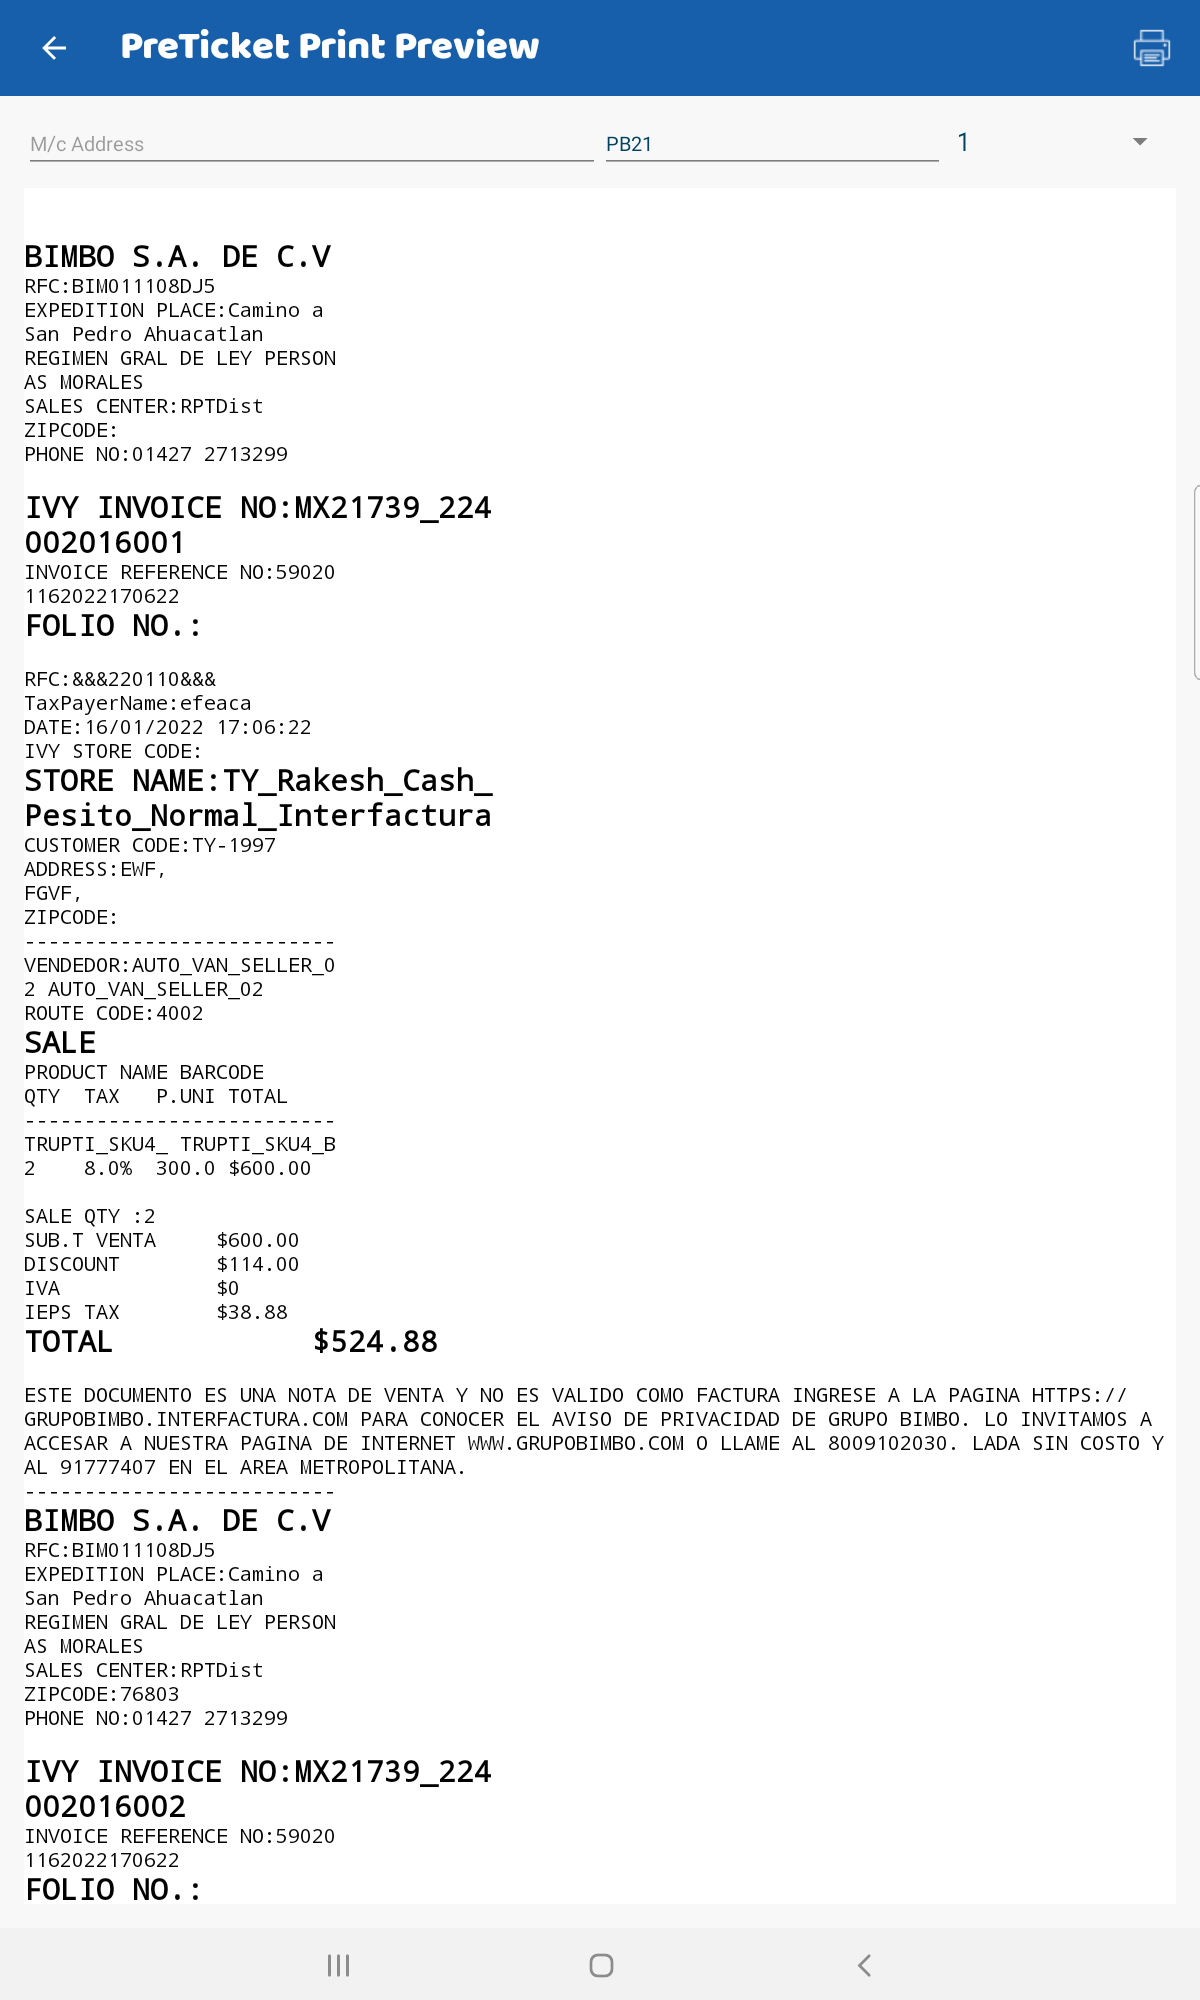 PreTicket Print Preview
M/c Address
PB21
1
BIMBO S.A. DE C.V
RFC:BIM011108DJ5
EXPEDITION PLACE:Camino a
San Pedro Ahuacatlan
REGIMEN GRAL DE LEY PERSON
AS MORALES
SALES CENTER:RPTDist
ZIPCODE:
PHONE NO:01427 2713299
IVY INVOICE NO:MX21739_224
002016001
INVOICE REFERENCE NO:59020
1162022170622
FOLIO NO.:
RFC:&&&220110&&&
TaxPayerName:efeaca
DATE:16/01/2022 17:06:22
IVY STORE CODE:
STORE NAME:TY_Rakesh_Cash_
Pesito_Normal_Interfactura
CUSTOMER CODE:TY-1997
ADDRESS:EWF,
FGVF,
ZIPCODE:
--------------------------
VENDEDOR:AUTO_VAN_SELLER_0
2 AUTO_VAN_SELLER_02
ROUTE CODE:4002
SALE
PRODUCT NAME BARCODE
QTY  TAX   P.UNI TOTAL
--------------------------
TRUPTI_SKU4_ TRUPTI_SKU4_B
2    8.0%  300.0 $600.00
SALE QTY :2
SUB.T VENTA     $600.00
DISCOUNT        $114.00
IVA             $0
IEPS TAX        $38.88
TOTAL           $524.88
ESTE DOCUMENTO ES UNA NOTA DE VENTA Y NO ES VALIDO COMO FACTURA INGRESE A LA PAGINA HTTPS://
GRUPOBIMBO.INTERFACTURA.COM PARA CONOCER EL AVISO DE PRIVACIDAD DE GRUPO BIMBO. LO INVITAMOS A
ACCESAR A NUESTRA PAGINA DE INTERNET WWW.GRUPOBIMBO.COM O LLAME AL 8009102030. LADA SIN COSTO Y
AL 91777407 EN EL AREA METROPOLITANA.
--------------------------
BIMBO S.A. DE C.V
RFC:BIM011108DJ5
EXPEDITION PLACE:Camino a
San Pedro Ahuacatlan
REGIMEN GRAL DE LEY PERSON
AS MORALES
SALES CENTER:RPTDist
ZIPCODE:76803
PHONE NO:01427 2713299
IVY INVOICE NO:MX21739_224
002016002
INVOICE REFERENCE NO:59020
1162022170622
FOLIO NO.: